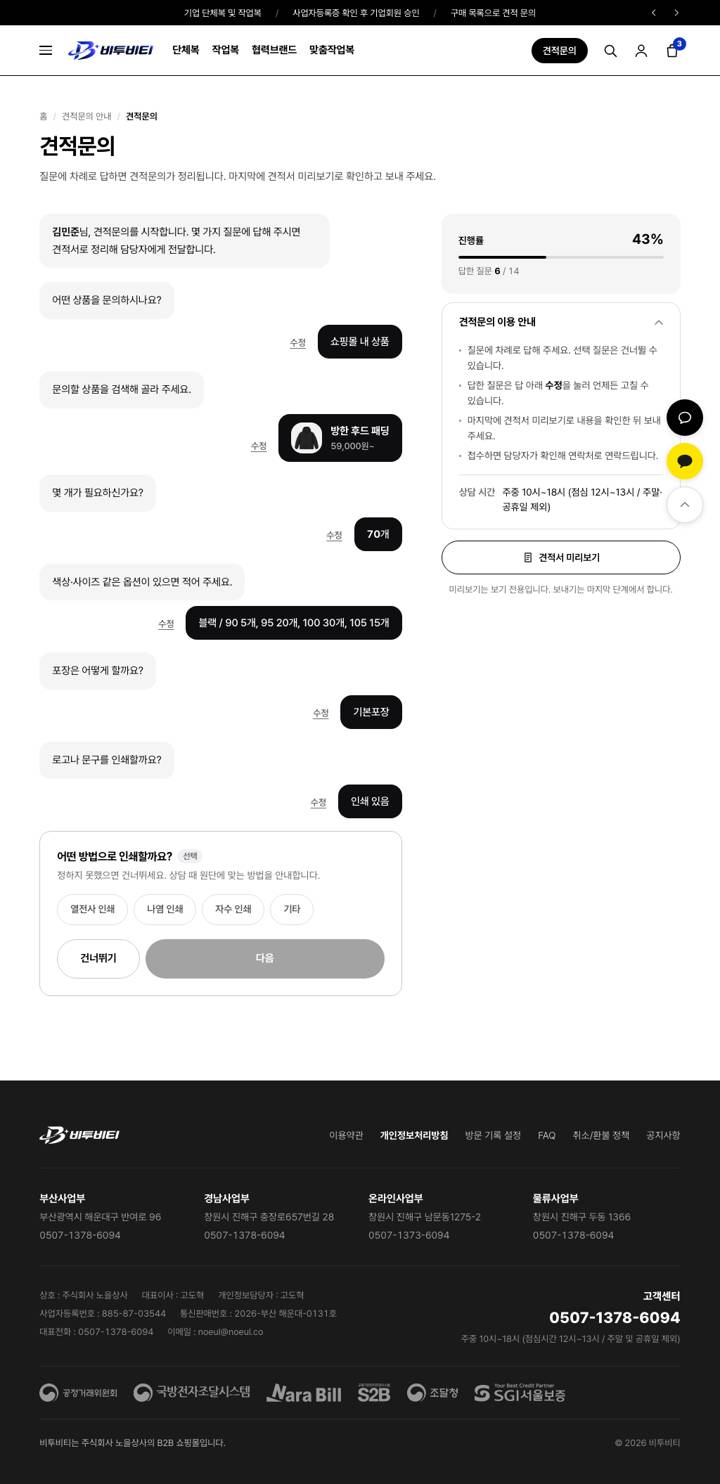 기업 단체복 및 작업복 / 사업자등록증 확인 후 기업회원 승인 / 구매 목록으로 견적 문의
비투비티 단체복 작업복 협력브랜드 맞춤작업복 견적문의 3
홈 / 견적문의 안내 / 견적문의
견적문의
질문에 차례로 답하면 견적문의가 정리됩니다. 마지막에 견적서 미리보기로 확인하고 보내 주세요.
김민준님, 견적문의를 시작합니다. 몇 가지 질문에 답해 주시면
견적서로 정리해 담당자에게 전달합니다.
어떤 상품을 문의하시나요?
수정 쇼핑몰 내 상품
문의할 상품을 검색해 골라 주세요.
수정 방한 후드 패딩
59,000원~
몇 개가 필요하신가요?
수정 70개
색상·사이즈 같은 옵션이 있으면 적어 주세요.
수정 블랙 / 90 5개, 95 20개, 100 30개, 105 15개
포장은 어떻게 할까요?
수정 기본포장
로고나 문구를 인쇄할까요?
수정 인쇄 있음
어떤 방법으로 인쇄할까요? 선택
정하지 못했으면 건너뛰세요. 상담 때 원단에 맞는 방법을 안내합니다.
열전사 인쇄 나염 인쇄 자수 인쇄 기타
건너뛰기 다음
진행률 43%
답한 질문 6 / 14
견적문의 이용 안내
질문에 차례로 답해 주세요. 선택 질문은 건너뛸 수
있습니다.
답한 질문은 답 아래 수정을 눌러 언제든 고칠 수
있습니다.
마지막에 견적서 미리보기로 내용을 확인한 뒤 보내
주세요.
접수하면 담당자가 확인해 연락처로 연락드립니다.
상담 시간 주중 10시~18시 (점심 12시~13시 / 주말·
공휴일 제외)
견적서 미리보기
미리보기는 보기 전용입니다. 보내기는 마지막 단계에서 합니다.
비투비티 이용약관 개인정보처리방침 방문 기록 설정 FAQ 취소/환불 정책 공지사항
부산사업부 경남사업부 온라인사업부 물류사업부
부산광역시 해운대구 반여로 96 창원시 진해구 충장로657번길 28 창원시 진해구 남문동1275-2 창원시 진해구 두동 1366
0507-1378-6094 0507-1378-6094 0507-1373-6094 0507-1378-6094
상호 : 주식회사 노을상사 대표이사 : 고도혁 개인정보담당자 : 고도혁
사업자등록번호 : 885-87-03544 통신판매번호 : 2026-부산 해운대-0131호
대표전화 : 0507-1378-6094 이메일 : noeul@noeul.co
고객센터
0507-1378-6094
주중 10시~18시 (점심시간 12시~13시 / 주말 및 공휴일 제외)
공정거래위원회 국방전자조달시스템 Nara Bill S2B 조달청 Your Best Credit Partner SGI서울보증
비투비티는 주식회사 노을상사의 B2B 쇼핑몰입니다. © 2026 비투비티